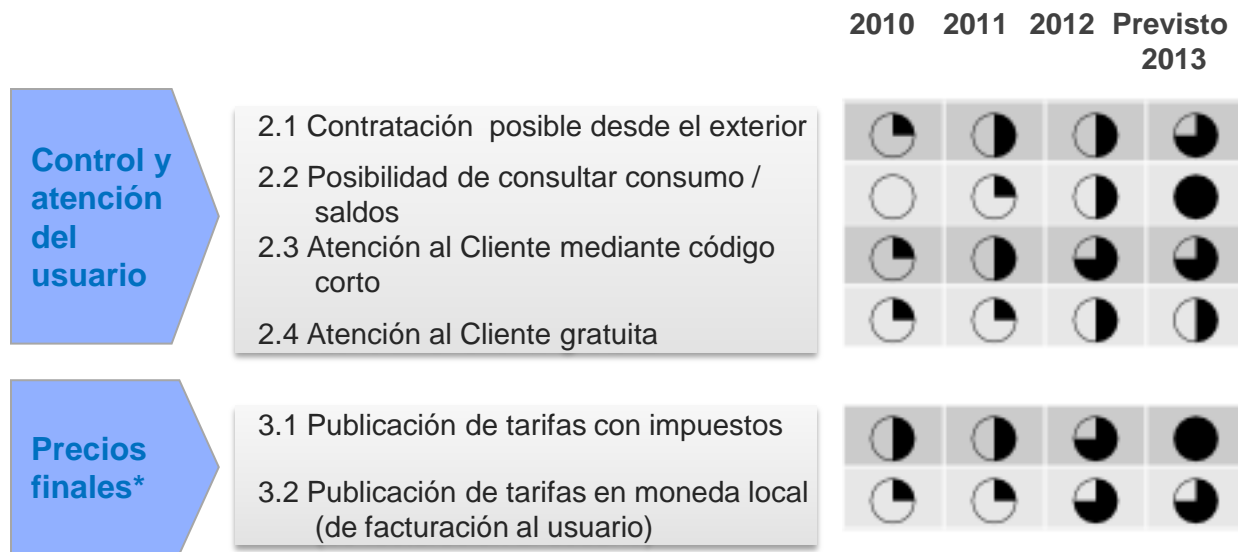 2010 2011 2012 Previsto
2013
Control y
atención
del
usuario
2.1 Contratación posible desde el exterior
2.2 Posibilidad de consultar consumo /
saldos
2.3 Atención al Cliente mediante código
corto
2.4 Atención al Cliente gratuita
Precios
finales*
3.1 Publicación de tarifas con impuestos
3.2 Publicación de tarifas en moneda local
(de facturación al usuario)